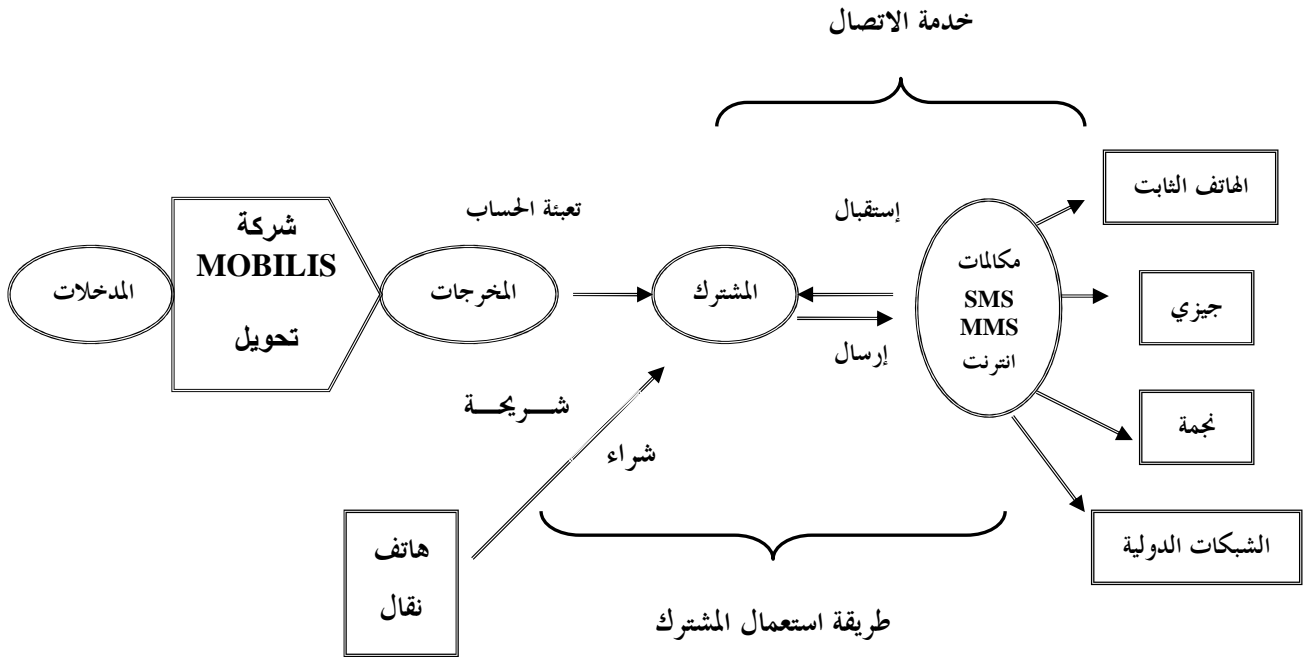 خدمة الاتصال
الهاتف الثابت
تعبئة الحساب
إستقبال
شركة
MOBILIS
تحويل
المدخلات
المخرجات
المشترك
مكالمات
SMS
MMS
انترنت
جيزي
إرسال
شــــريحــــة
شراء
نجمة
هاتف
نقال
الشبكات الدولية
طريقة استعمال المشترك